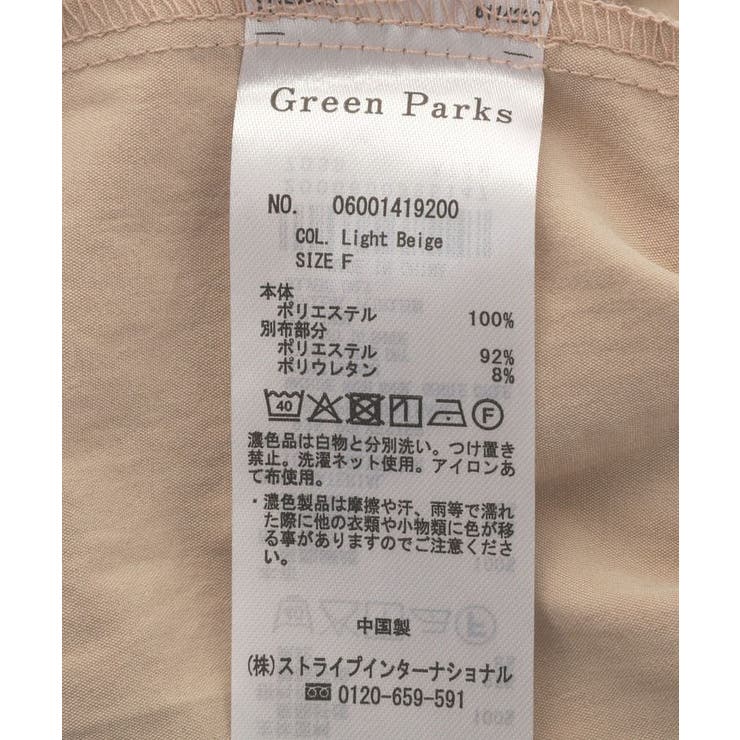 Green Parks
NO. 06001419200
COL. Light Beige
SIZE F
本体
ポリエステル 100%
別布部分
ポリエステル 92%
ポリウレタン 8%
40 F
濃色品は白物と分別洗い。つけ置き
禁止。洗濯ネット使用。アイロンあ
て布使用。
・濃色製品は摩擦や汗、雨等で濡れ
た際に他の衣類や小物類に色が移
る事がありますのでご注意くださ
い。
中国製
(株)ストライプインターナショナル
0120-659-591